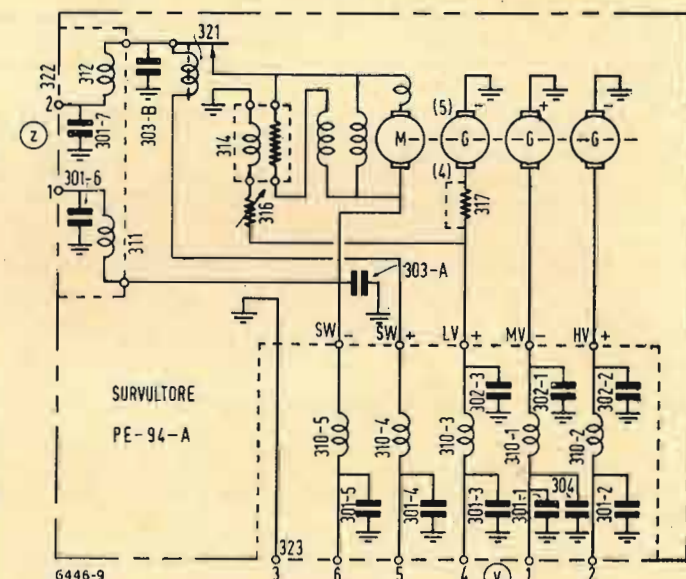 321
322
312
303-B
2
301-7
Z
314
M
(5)
-
G
+
G
-
G
(4)
1
301-6
311
316
317
303-A
SW -
SW +
LV +
MV -
HV +
SURVULTORE
PE-94-A
302-3
302-1
302-2
310-5
310-4
310-3
310-1
310-2
301-5
301-4
301-3
301-1
304
301-2
323
3
6
5
4
V
1
2
6446-9